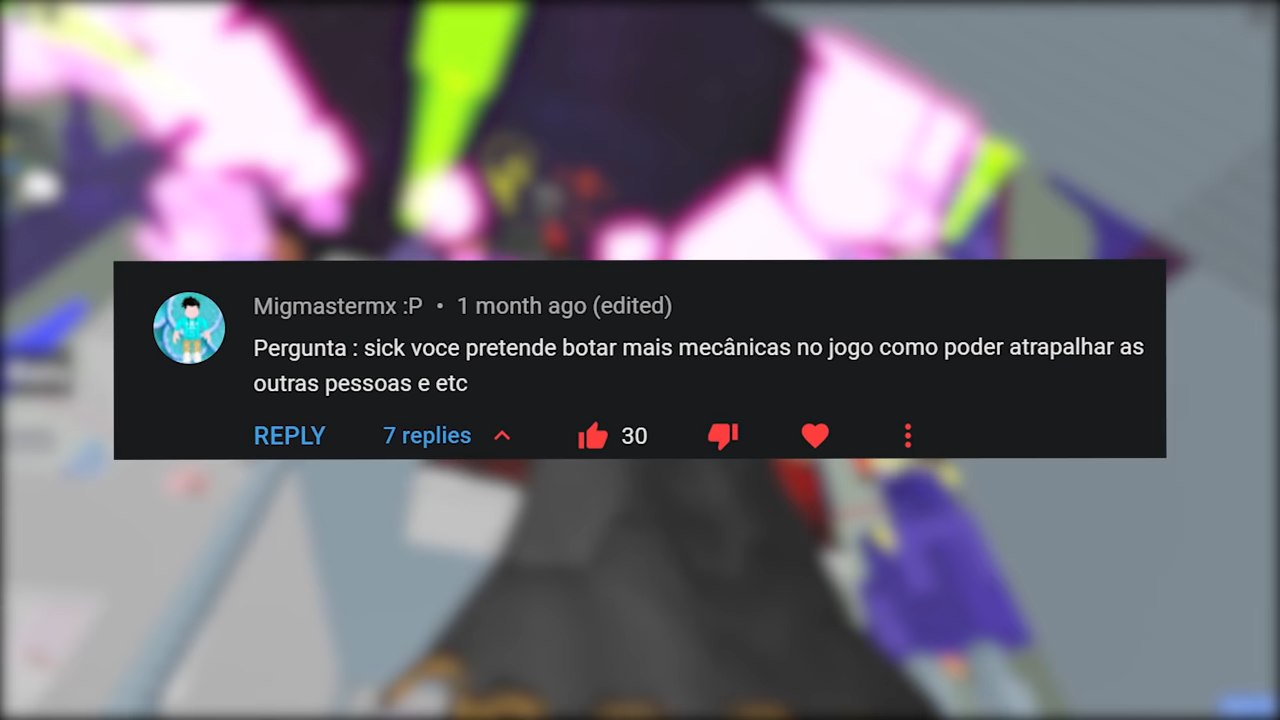 Migmastermx :P • 1 month ago (edited)
Pergunta : sick voce pretende botar mais mecânicas no jogo como poder atrapalhar as
outras pessoas e etc
REPLY 7 replies 30